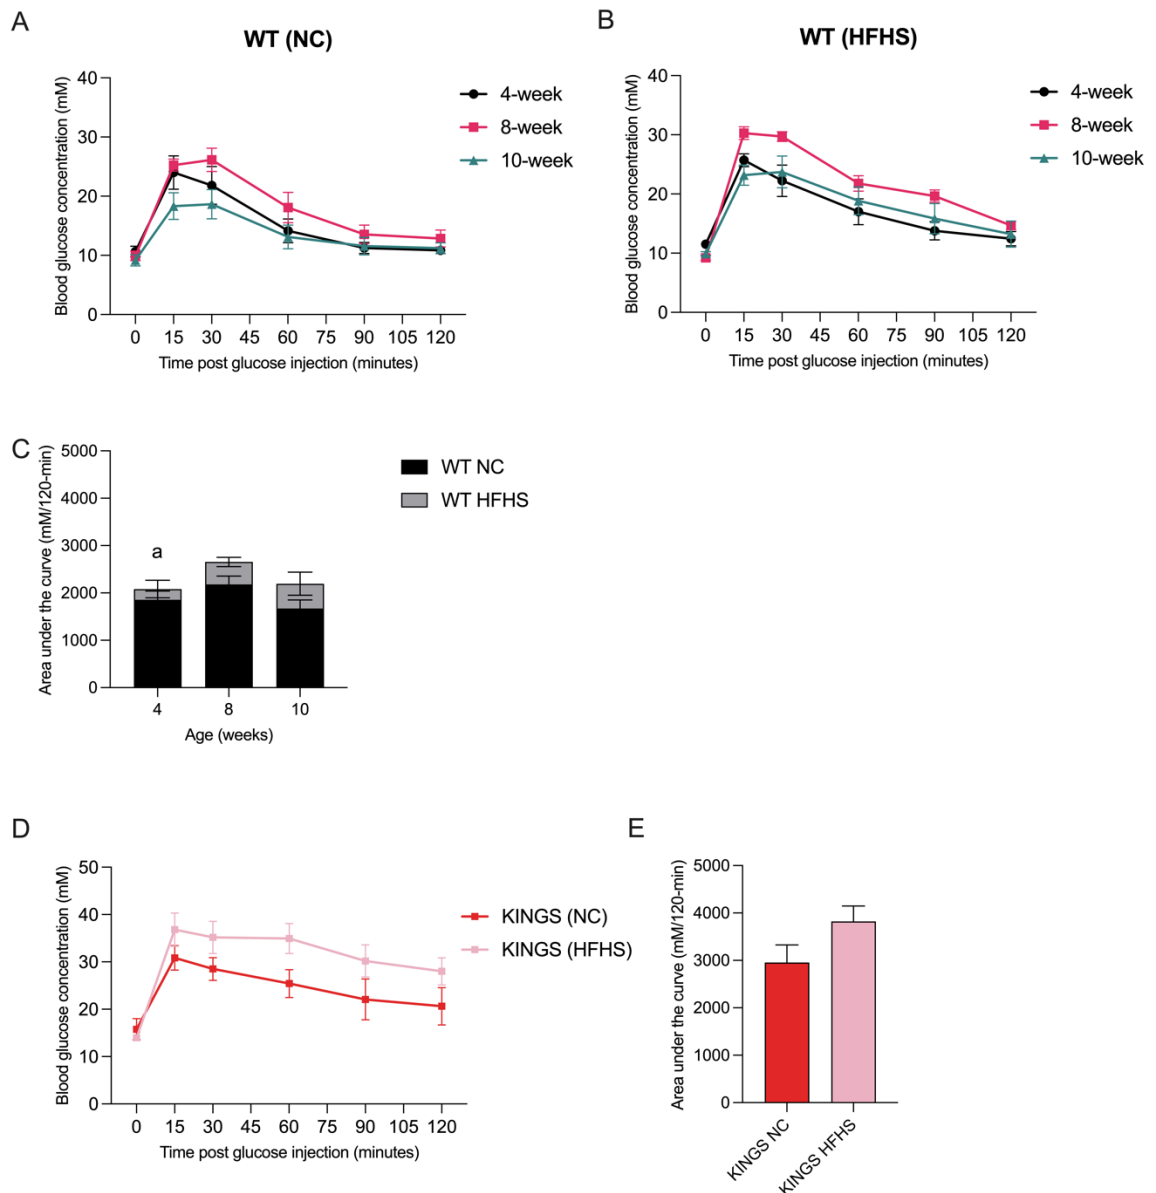 A
WT (NC)
Blood glucose concentration (mM)
40
30
20
10
0
0 15 30 45 60 75 90 105 120
Time post glucose injection (minutes)
4-week
8-week
10-week
B
WT (HFHS)
Blood glucose concentration (mM)
40
30
20
10
0
0 15 30 45 60 75 90 105 120
Time post glucose injection (minutes)
4-week
8-week
10-week
C
Area under the curve (mM/120-min)
5000
4000
3000
2000
1000
0
a
4 8 10
Age (weeks)
WT NC
WT HFHS
D
Blood glucose concentration (mM)
50
40
30
20
10
0
0 15 30 45 60 75 90 105 120
Time post glucose injection (minutes)
KINGS (NC)
KINGS (HFHS)
E
Area under the curve (mM/120-min)
5000
4000
3000
2000
1000
0
KINGS NC
KINGS HFHS